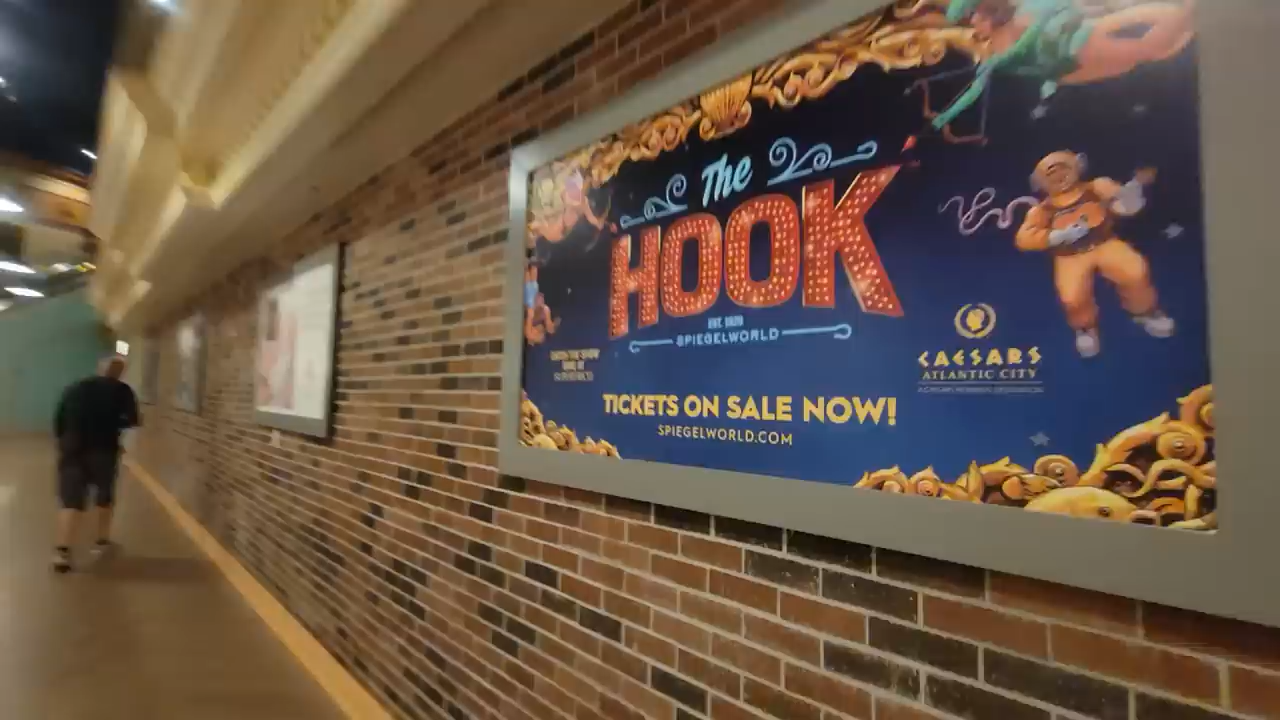 The
HOOK
SPIEGELWORLD
CAESARS
ATLANTIC CITY
TICKETS ON SALE NOW!
SPIEGELWORLD.COM